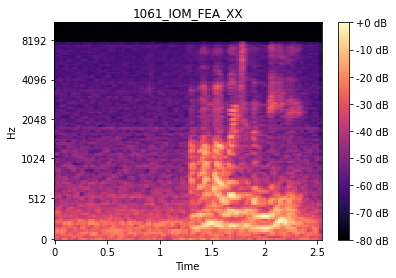 1061_IOM_FEA_XX
8192
4096
2048
1024
512
0
Hz
0
0.5
1
1.5
2
2.5
Time
+0 dB
-10 dB
-20 dB
-30 dB
-40 dB
-50 dB
-60 dB
-70 dB
-80 dB